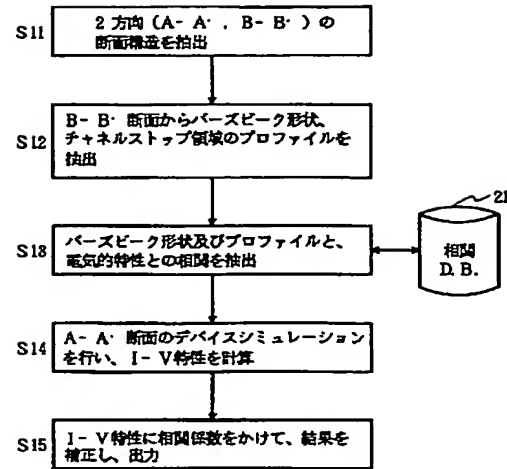 S11
2方向（A-A'，B-B'）の
断面構造を抽出
S12
B-B' 断面からバーズビーク形状、
チャネルストップ領域のプロファイルを
抽出
S13
バーズビーク形状及びプロファイルと、
電気的特性との相関を抽出
21
相関
D.B.
S14
A-A' 断面のデバイスシミュレーション
を行い、I-V特性を計算
S15
I-V特性に相関係数をかけて、結果を
補正し、出力